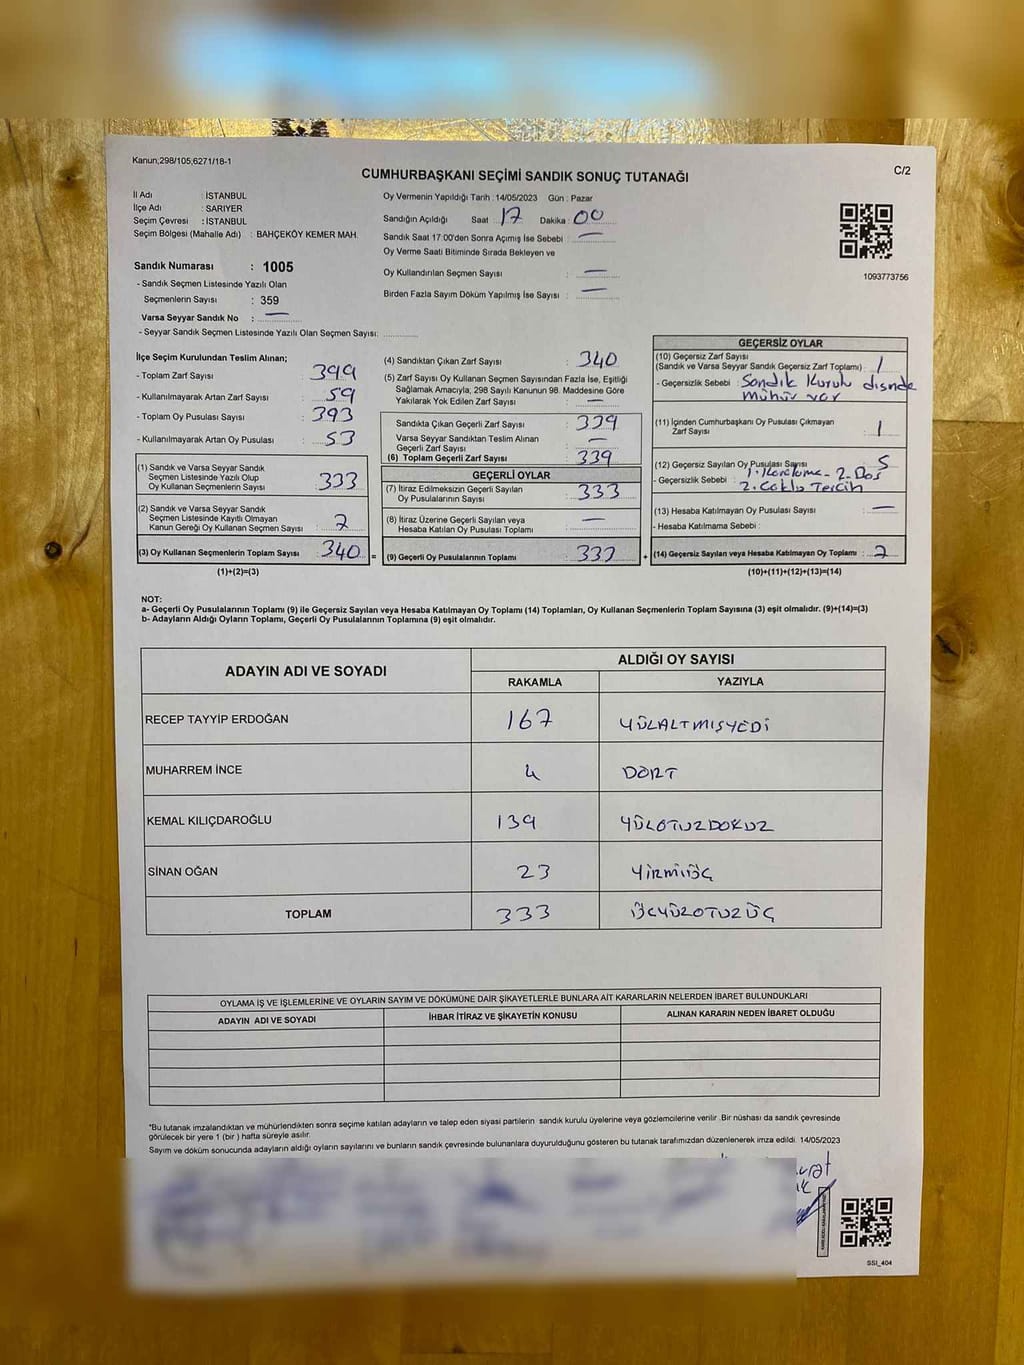 Kanun;298/105,6271/18-1
CUMHURBAŞKANI SEÇİMİ SANDIK SONUÇ TUTANAĞI
C/2
İl Adı : İSTANBUL
İlçe Adı : SARIYER
Seçim Çevresi : İSTANBUL
Seçim Bölgesi (Mahalle Adı) : BAHÇEKÖY KEMER MAH.
Oy Vermenin Yapıldığı Tarih : 14/05/2023 Gün : Pazar
Sandığın Açıldığı Saat : 17 Dakika : 00
Sandık Saat 17:00'den Sonra Açımış İse Sebebi : —
Oy Verme Saati Bitiminde Sırada Bekleyen ve
Oy Kullandırılan Seçmen Sayısı : —
Birden Fazla Sayım Döküm Yapılmış İse Sayısı : —
1093773756
Sandık Numarası : 1005
- Sandık Seçmen Listesinde Yazılı Olan
Seçmenlerin Sayısı : 359
Varsa Seyyar Sandık No : —
- Seyyar Sandık Seçmen Listesinde Yazılı Olan Seçmen Sayısı:
İlçe Seçim Kurulundan Teslim Alınan;
- Toplam Zarf Sayısı : 399
- Kullanılmayarak Artan Zarf Sayısı : 59
- Toplam Oy Pusulası Sayısı : 393
- Kullanılmayarak Artan Oy Pusulası : 53
(1) Sandık ve Varsa Seyyar Sandık
Seçmen Listesinde Yazılı Olup
Oy Kullanan Seçmenlerin Sayısı : 333
(2) Sandık ve Varsa Seyyar Sandık
Seçmen Listesinde Kayıtlı Olmayan
Kanun Gereği Oy Kullanan Seçmen Sayısı : 2
(3) Oy Kullanan Seçmenlerin Toplam Sayısı : 340
(1)+(2)=(3)
(4) Sandıktan Çıkan Zarf Sayısı : 340
(5) Zarf Sayısı Oy Kullanan Seçmen Sayısından Fazla İse, Eşitliği
Sağlamak Amacıyla; 298 Sayılı Kanunun 98. Maddesine Göre
Yakılarak Yok Edilen Zarf Sayısı : —
Sandıkta Çıkan Geçerli Zarf Sayısı : 339
Varsa Seyyar Sandıktan Teslim Alınan
Geçerli Zarf Sayısı : —
(6) Toplam Geçerli Zarf Sayısı : 339
GEÇERLİ OYLAR
(7) İtiraz Edilmeksizin Geçerli Sayılan
Oy Pusulalarının Sayısı : 333
(8) İtiraz Üzerine Geçerli Sayılan veya
Hesaba Katılan Oy Pusulası Toplamı : —
= (9) Geçerli Oy Pusulalarının Toplamı :
GEÇERSİZ OYLAR
(10) Geçersiz Zarf Sayısı
(Sandık ve Varsa Seyyar Sandık Geçersiz Zarf Toplamı) : 1
- Geçersizlik Sebebi : Sandık Kurulu dışında
mühür var
(11) İçinden Cumhurbaşkanı Oy Pusulası Çıkmayan
Zarf Sayısı : 1
(12) Geçersiz Sayılan Oy Pusulası Sayısı : 5
- Geçersizlik Sebebi : 1. Karalama - 2. Boş
2. Çoklu Tercih
(13) Hesaba Katılmayan Oy Pusulası Sayısı : —
- Hesaba Katılmama Sebebi :
+ (14) Geçersiz Sayılan veya Hesaba Katılmayan Oy Toplamı :
(10)+(11)+(12)+(13)=(14)
NOT:
a- Geçerli Oy Pusulalarının Toplamı (9) ile Geçersiz Sayılan veya Hesaba Katılmayan Oy Toplamı (14) Toplamları, Oy Kullanan Seçmenlerin Toplam Sayısına (3) eşit olmalıdır. (9)+(14)=(3)
b- Adayların Aldığı Oyların Toplamı, Geçerli Oy Pusulalarının Toplamına (9) eşit olmalıdır.
ADAYIN ADI VE SOYADI
ALDIĞI OY SAYISI
RAKAMLA YAZIYLA
RECEP TAYYİP ERDOĞAN 167 YÜZALTMIŞYEDİ
MUHARREM İNCE 4 DÖRT
KEMAL KILIÇDAROĞLU 139 YÜZOTUZDOKUZ
SİNAN OĞAN 23 YİRMİÜÇ
TOPLAM 333 ÜÇYÜZOTUZÜÇ
OYLAMA İŞ VE İŞLEMLERİNE VE OYLARIN SAYIM VE DÖKÜMÜNE DAİR ŞİKAYETLERLE BUNLARA AİT KARARLARIN NELERDEN İBARET BULUNDUKLARI
ADAYIN ADI VE SOYADI İHBAR İTİRAZ VE ŞİKAYETİN KONUSU ALINAN KARARIN NEDEN İBARET OLDUĞU
*Bu tutanak imzalandıktan ve mühürlendikten sonra seçime katılan adayların ve talep eden siyasi partilerin sandık kurulu üyelerine veya gözlemcilerine verilir .Bir nüshası da sandık çevresinde
görülecek bir yere 1 (bir ) hafta süreyle asılır.
Sayım ve döküm sonucunda adayların aldığı oyların sayılarını ve bunların sandık çevresinde bulunanlara duyurulduğunu gösteren bu tutanak tarafımızdan düzenlenerek imza edildi. 14/05/2023
SSI_404